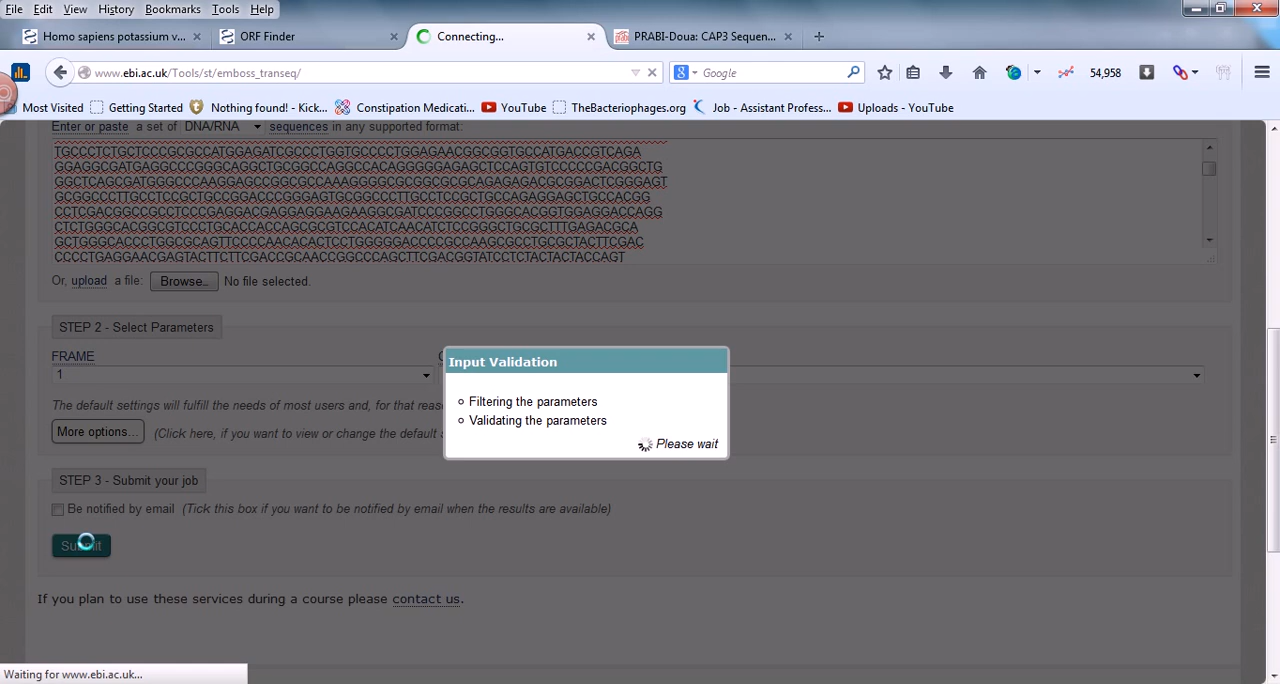 File Edit View History Bookmarks Tools Help
Homo sapiens potassium v... × ORF Finder × Connecting... × PRABI-Doua: CAP3 Sequen... × +
www.ebi.ac.uk/Tools/st/emboss_transeq/ Google 54,958
Most Visited Getting Started Nothing found! - Kick... Constipation Medicati... YouTube TheBacteriophages.org Job - Assistant Profess... Uploads - YouTube
Enter or paste a set of DNA/RNA sequences in any supported format:
TGCCCTCTGCTCCCGCGCCATGGAGATCGCCCTGGTGCCCCTGGAGAACGGCGGTGCCATGACCGTCAGA
GGAGGCGATGAGGCCCGGGCAGGCTGCGGCCAGGCCACAGGGGGAGAGCTCCAGTGTCCCCCGACGGCTG
GGCTCAGCGATGGGCCCAAGGAGCCGGCGCCAAAGGGGCGCGGCGCGCAGAGAGACGCGGACTCGGGAGT
GCGGCCCTTGCCTCCGCTGCCGGACCCGGGAGTGCGGCCCTTGCCTCCGCTGCCAGAGGAGCTGCCACGG
CCTCGACGGCCGCCTCCCGAGGACGAGGAGGAAGAAGGCGATCCCGGCCTGGGCACGGTGGAGGACCAGG
CTCTGGGCACGGCGTCCCTGCACCACCAGCGCGTCCACATCAACATCTCCGGGCTGCGCTTTGAGACGCA
GCTGGGCACCCTGGCGCAGTTCCCCAACACACTCCTGGGGGACCCCGCCAAGCGCCTGCGCTACTTCGAC
CCCCTGAGGAACGAGTACTTCTTCGACCGCAACCGGCCCAGCTTCGACGGTATCCTCTACTACTACCAGT
Or, upload a file: Browse.. No file selected.
STEP 2 - Select Parameters
FRAME
1
The default settings will fulfill the needs of most users and, for that reas
More options... (Click here, if you want to view or change the default s
Input Validation
Filtering the parameters
Validating the parameters
Please wait
STEP 3 - Submit your job
Be notified by email (Tick this box if you want to be notified by email when the results are available)
Submit
If you plan to use these services during a course please contact us.
Waiting for www.ebi.ac.uk...